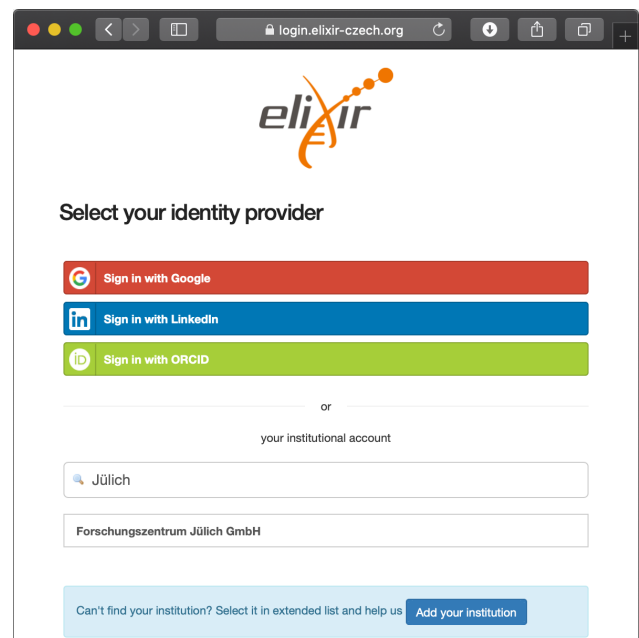 login.elixir-czech.org
elixir
Select your identity provider
Sign in with Google
Sign in with LinkedIn
Sign in with ORCID
or
your institutional account
Jülich
Forschungszentrum Jülich GmbH
Can't find your institution? Select it in extended list and help us Add your institution